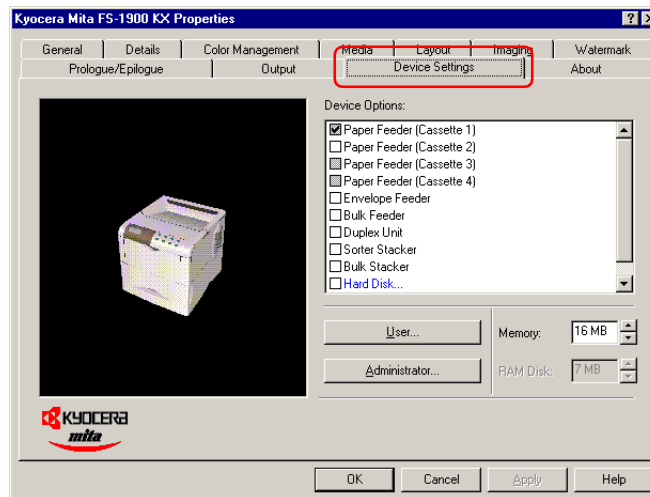 Kyocera Mita FS-1900 KX Properties
General Details Color Management Media Layout Imaging Watermark
Prologue/Epilogue Output Device Settings About
Device Options:
Paper Feeder (Cassette 1)
Paper Feeder (Cassette 2)
Paper Feeder (Cassette 3)
Paper Feeder (Cassette 4)
Envelope Feeder
Bulk Feeder
Duplex Unit
Sorter Stacker
Bulk Stacker
Hard Disk...
User... Memory: 16 MB
Administrator... RAM Disk: 7 MB
KYOCERA
mita
OK Cancel Apply Help